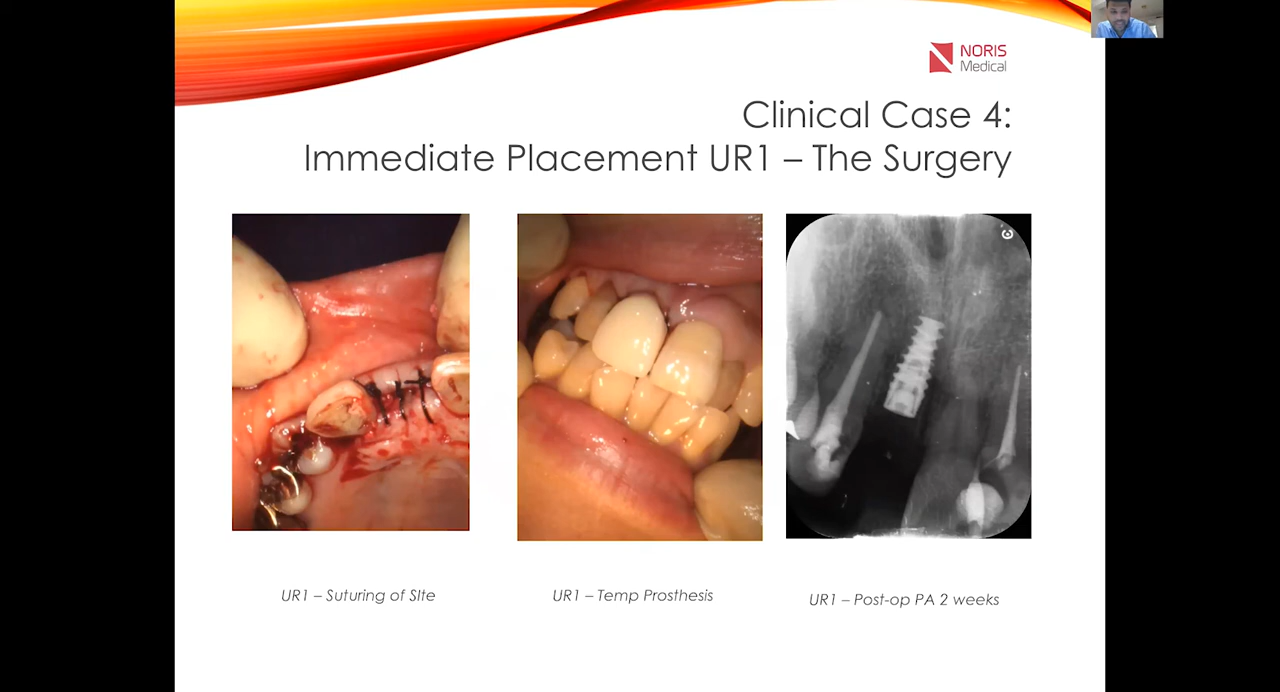 NORIS
Medical
Clinical Case 4:
Immediate Placement UR1 – The Surgery
UR1 – Suturing of SIte
UR1 – Temp Prosthesis
UR1 – Post-op PA 2 weeks